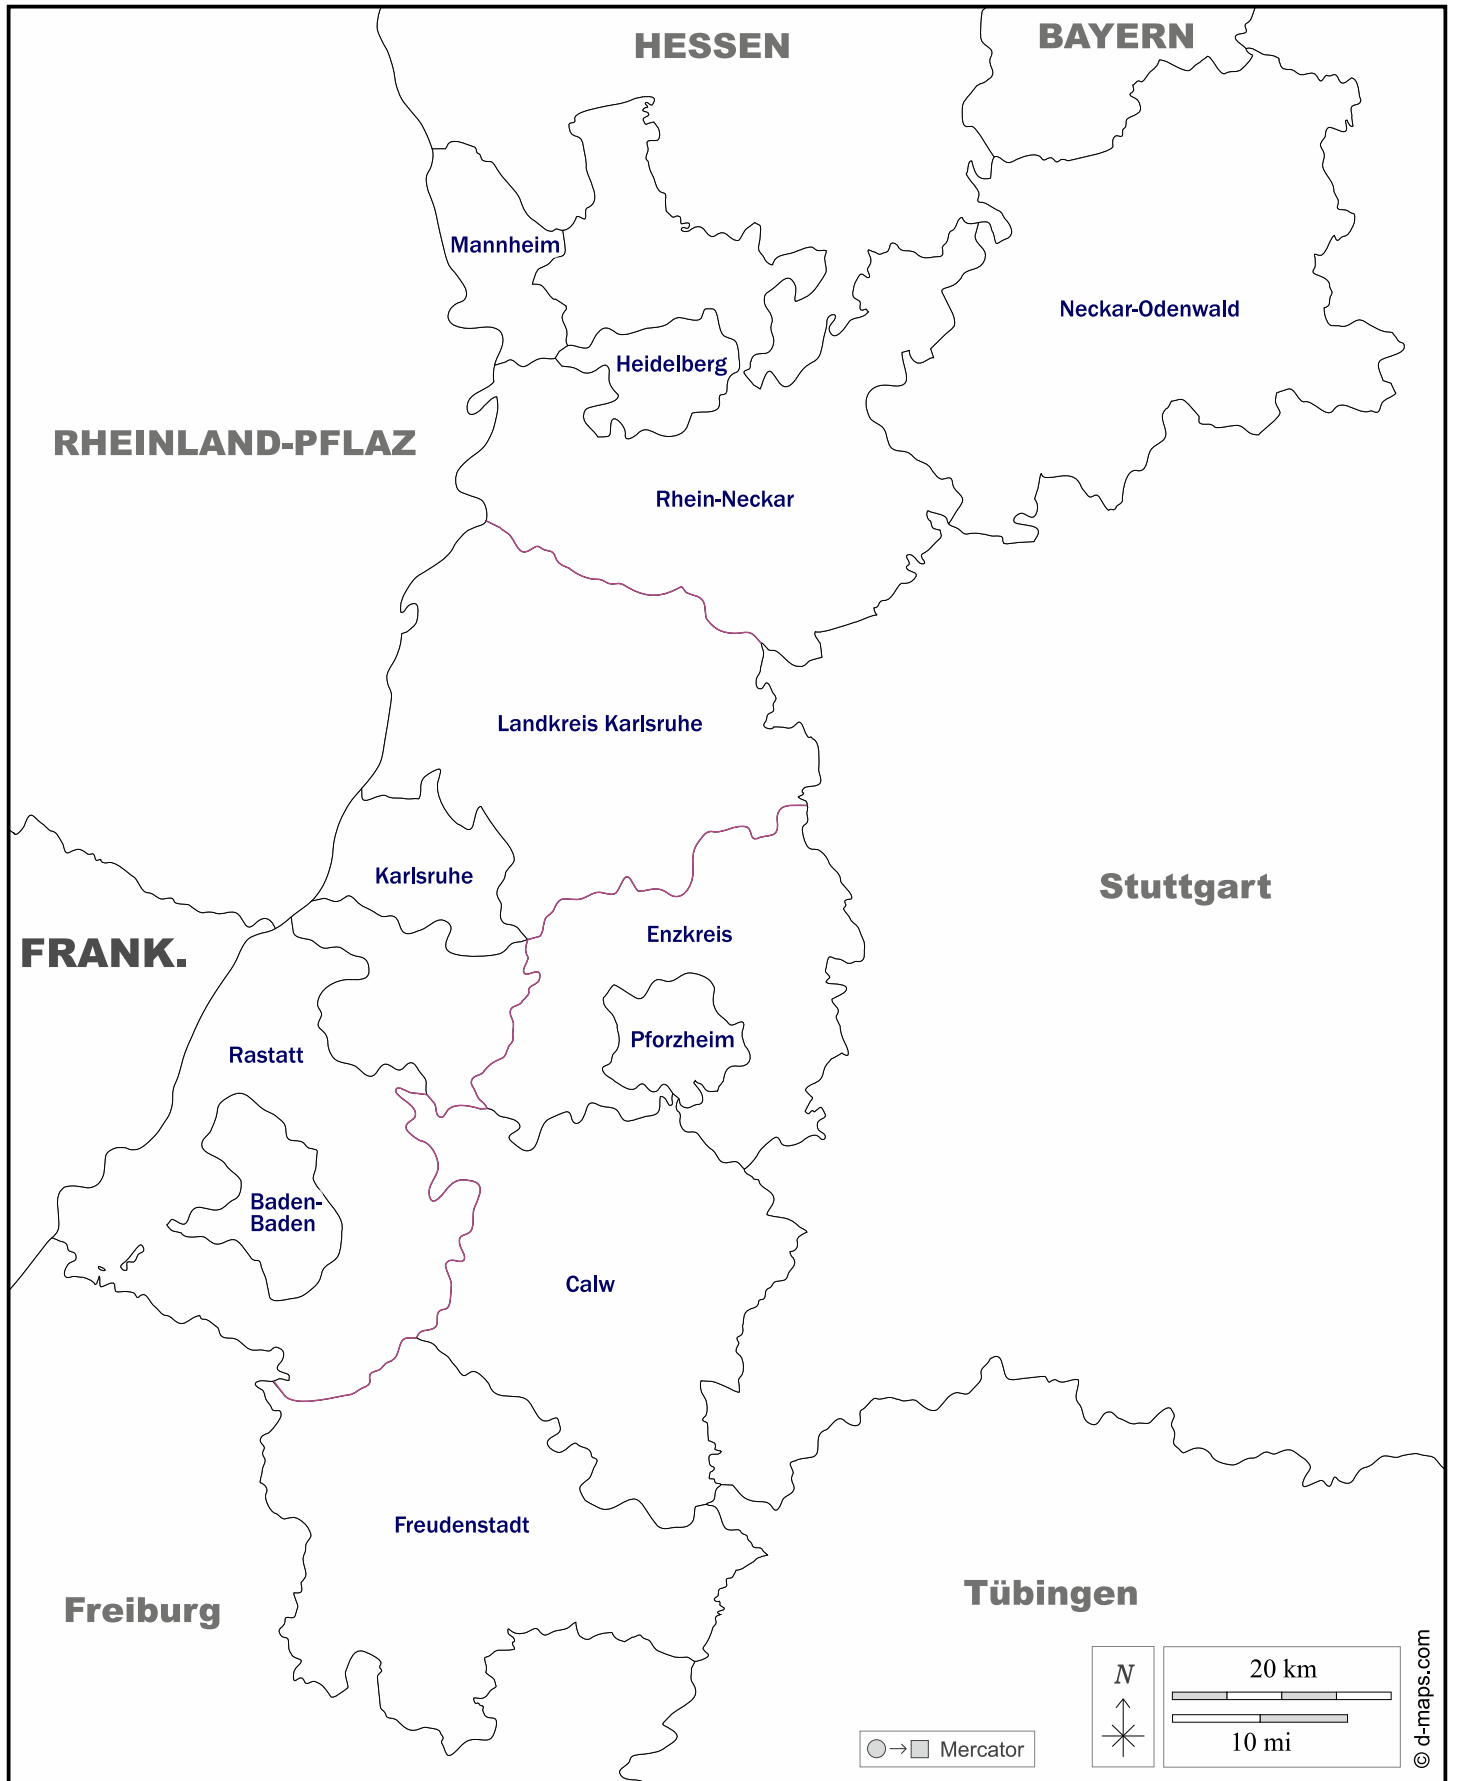 HESSEN
BAYERN
Mannheim
Neckar-Odenwald
Heidelberg
RHEINLAND-PFLAZ
Rhein-Neckar
Landkreis Karlsruhe
Karlsruhe
Stuttgart
Enzkreis
FRANK.
Pforzheim
Rastatt
Baden-
Baden
Calw
Freudenstadt
Freiburg
Tübingen
N
20 km
10 mi
Mercator
© d-maps.com